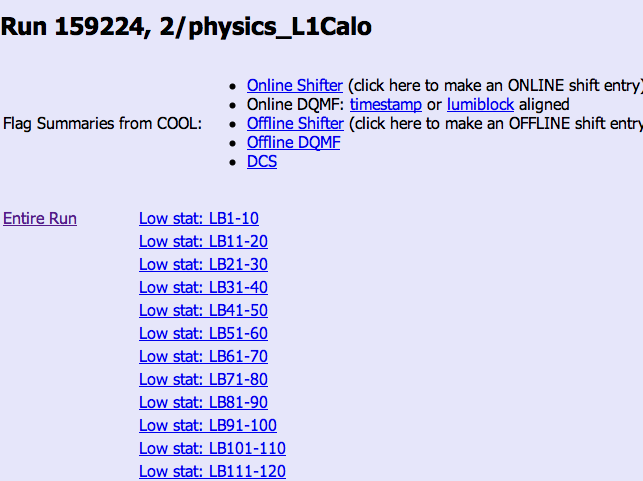 Run 159224, 2/physics_L1Calo
Flag Summaries from COOL:
Online Shifter (click here to make an ONLINE shift entry)
Online DQMF: timestamp or lumiblock aligned
Offline Shifter (click here to make an OFFLINE shift entry
Offline DQMF
DCS
Entire Run
Low stat: LB1-10
Low stat: LB11-20
Low stat: LB21-30
Low stat: LB31-40
Low stat: LB41-50
Low stat: LB51-60
Low stat: LB61-70
Low stat: LB71-80
Low stat: LB81-90
Low stat: LB91-100
Low stat: LB101-110
Low stat: LB111-120